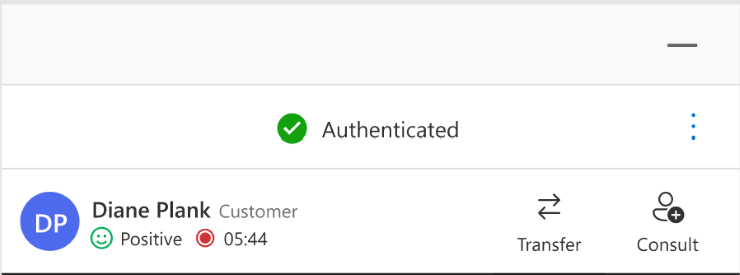 Authenticated
DP
Diane Plank Customer
Positive 05:44
Transfer
Consult